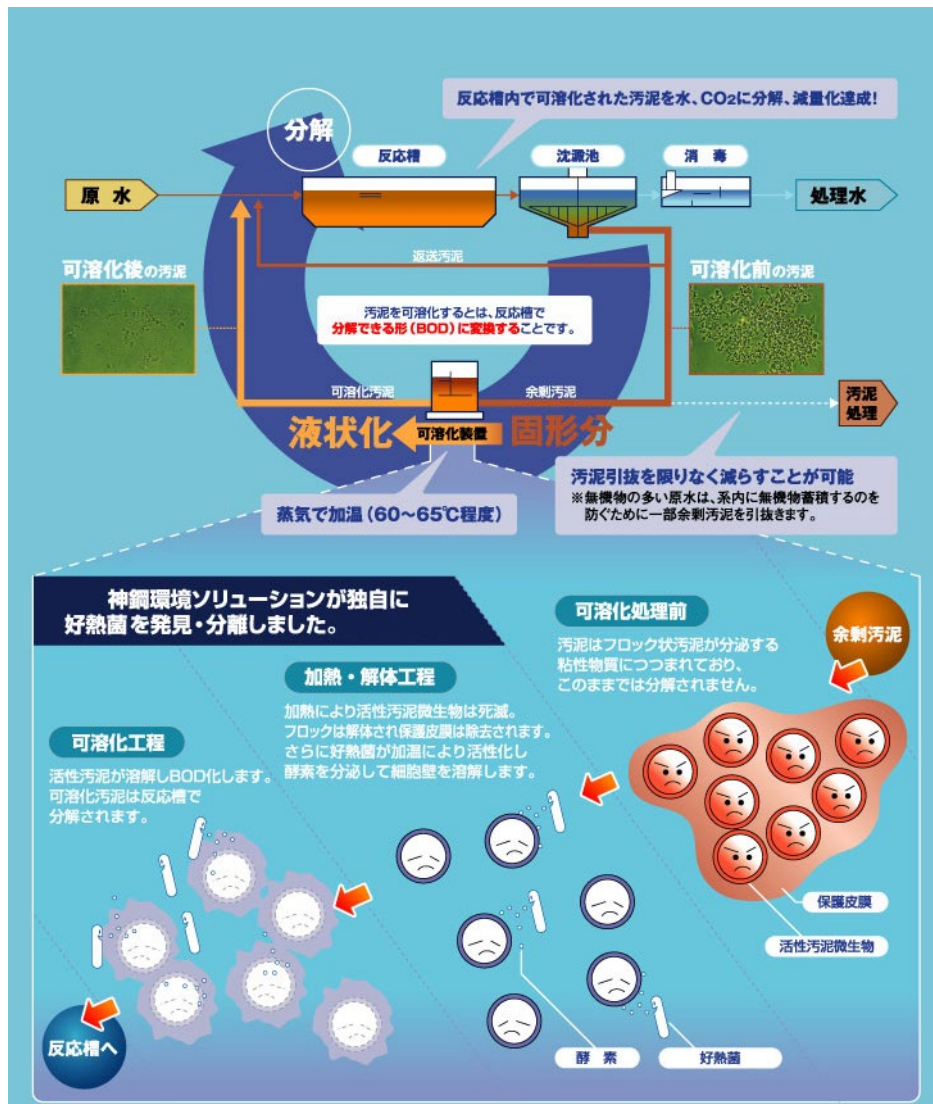 反応槽内で可溶化された汚泥を水、CO2に分解、減量化達成!
分解
反応槽
沈澱池
消 毒
原 水
処理水
返送汚泥
可溶化後の汚泥
可溶化前の汚泥
汚泥を可溶化するとは、反応槽で
分解できる形(BOD)に変換することです。
可溶化汚泥
余剰汚泥
汚泥
処理
液状化
可溶化装置
固形分
蒸気で加温(60~65℃程度)
汚泥引抜を限りなく減らすことが可能
※無機物の多い原水は、系内に無機物蓄積するのを
防ぐために一部余剰汚泥を引抜きます。
神鋼環境ソリューションが独自に
好熱菌を発見・分離しました。
可溶化処理前
汚泥はフロック状汚泥が分泌する
粘性物質につつまれており、
このままでは分解されません。
余剰汚泥
加熱・解体工程
加熱により活性汚泥微生物は死滅。
フロックは解体され保護皮膜は除去されます。
さらに好熱菌が加温により活性化し
酵素を分泌して細胞壁を溶解します。
可溶化工程
活性汚泥が溶解しBOD化します。
可溶化汚泥は反応槽で
分解されます。
保護皮膜
活性汚泥微生物
反応槽へ
酵 素
好熱菌